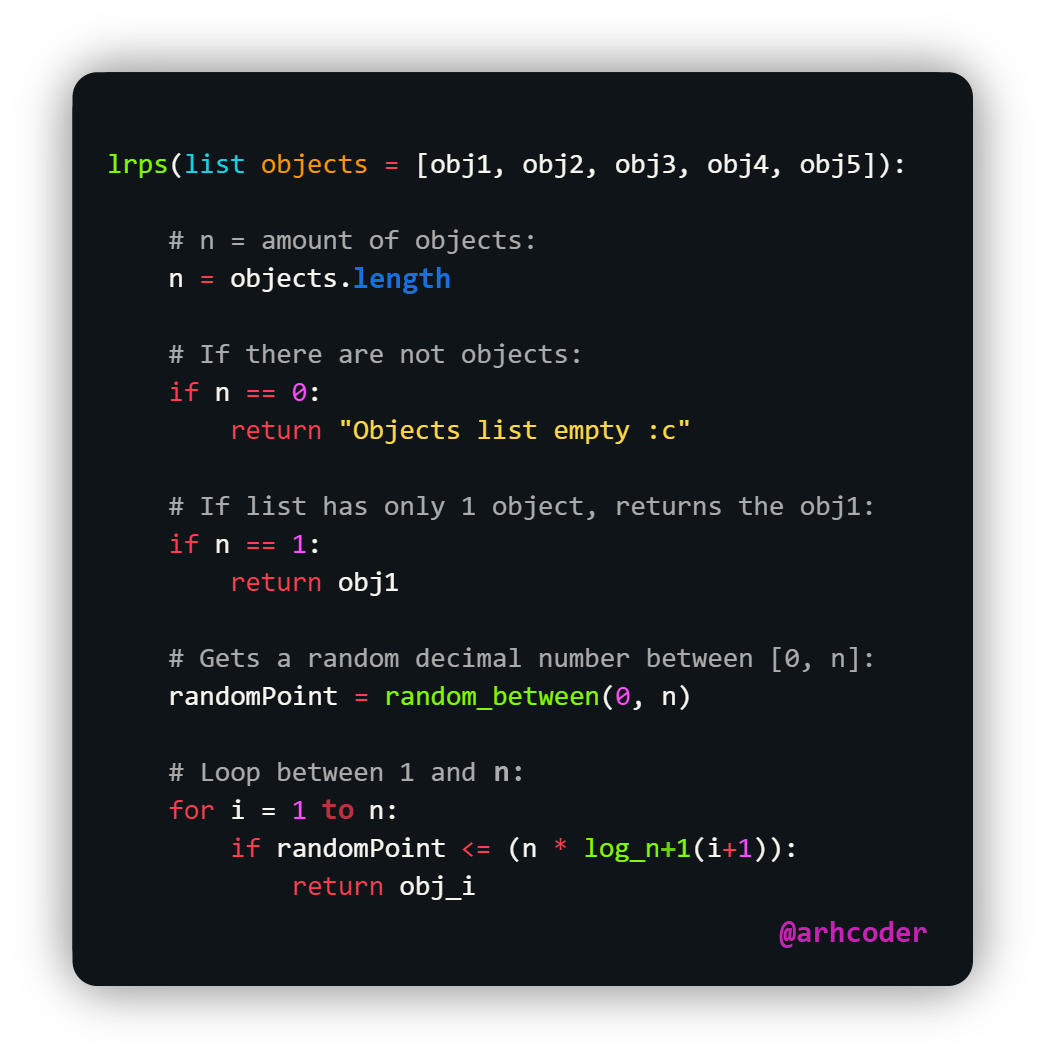 lrps(list objects = [obj1, obj2, obj3, obj4, obj5]):
# n = amount of objects:
n = objects.length
# If there are not objects:
if n == 0:
return "Objects list empty :c"
# If list has only 1 object, returns the obj1:
if n == 1:
return obj1
# Gets a random decimal number between [0, n]:
randomPoint = random_between(0, n)
# Loop between 1 and n:
for i = 1 to n:
if randomPoint <= (n * log_n+1(i+1)):
return obj_i
@arhcoder